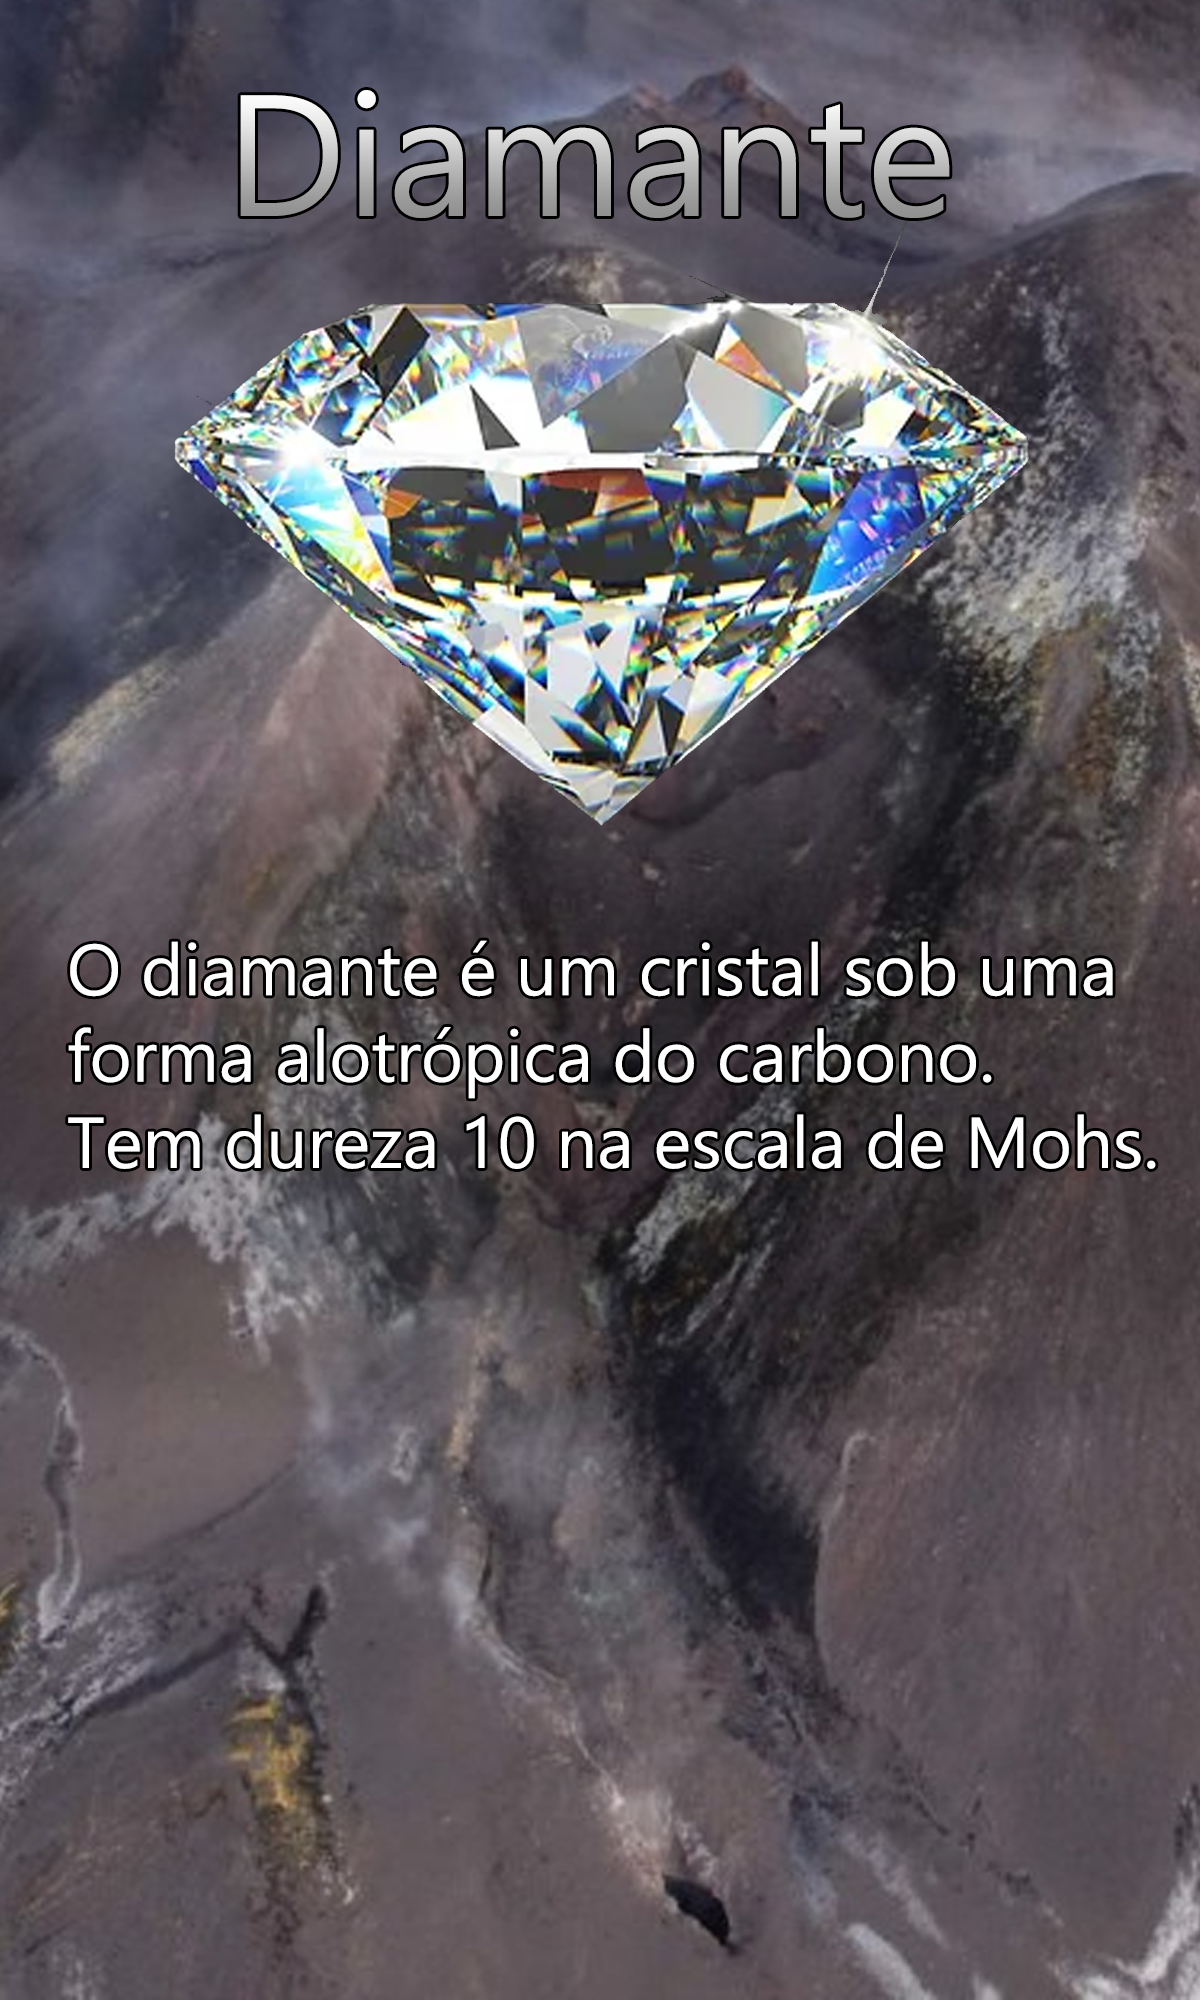 Diamante
O diamante é um cristal sob uma
forma alotrópica do carbono.
Tem dureza 10 na escala de Mohs.